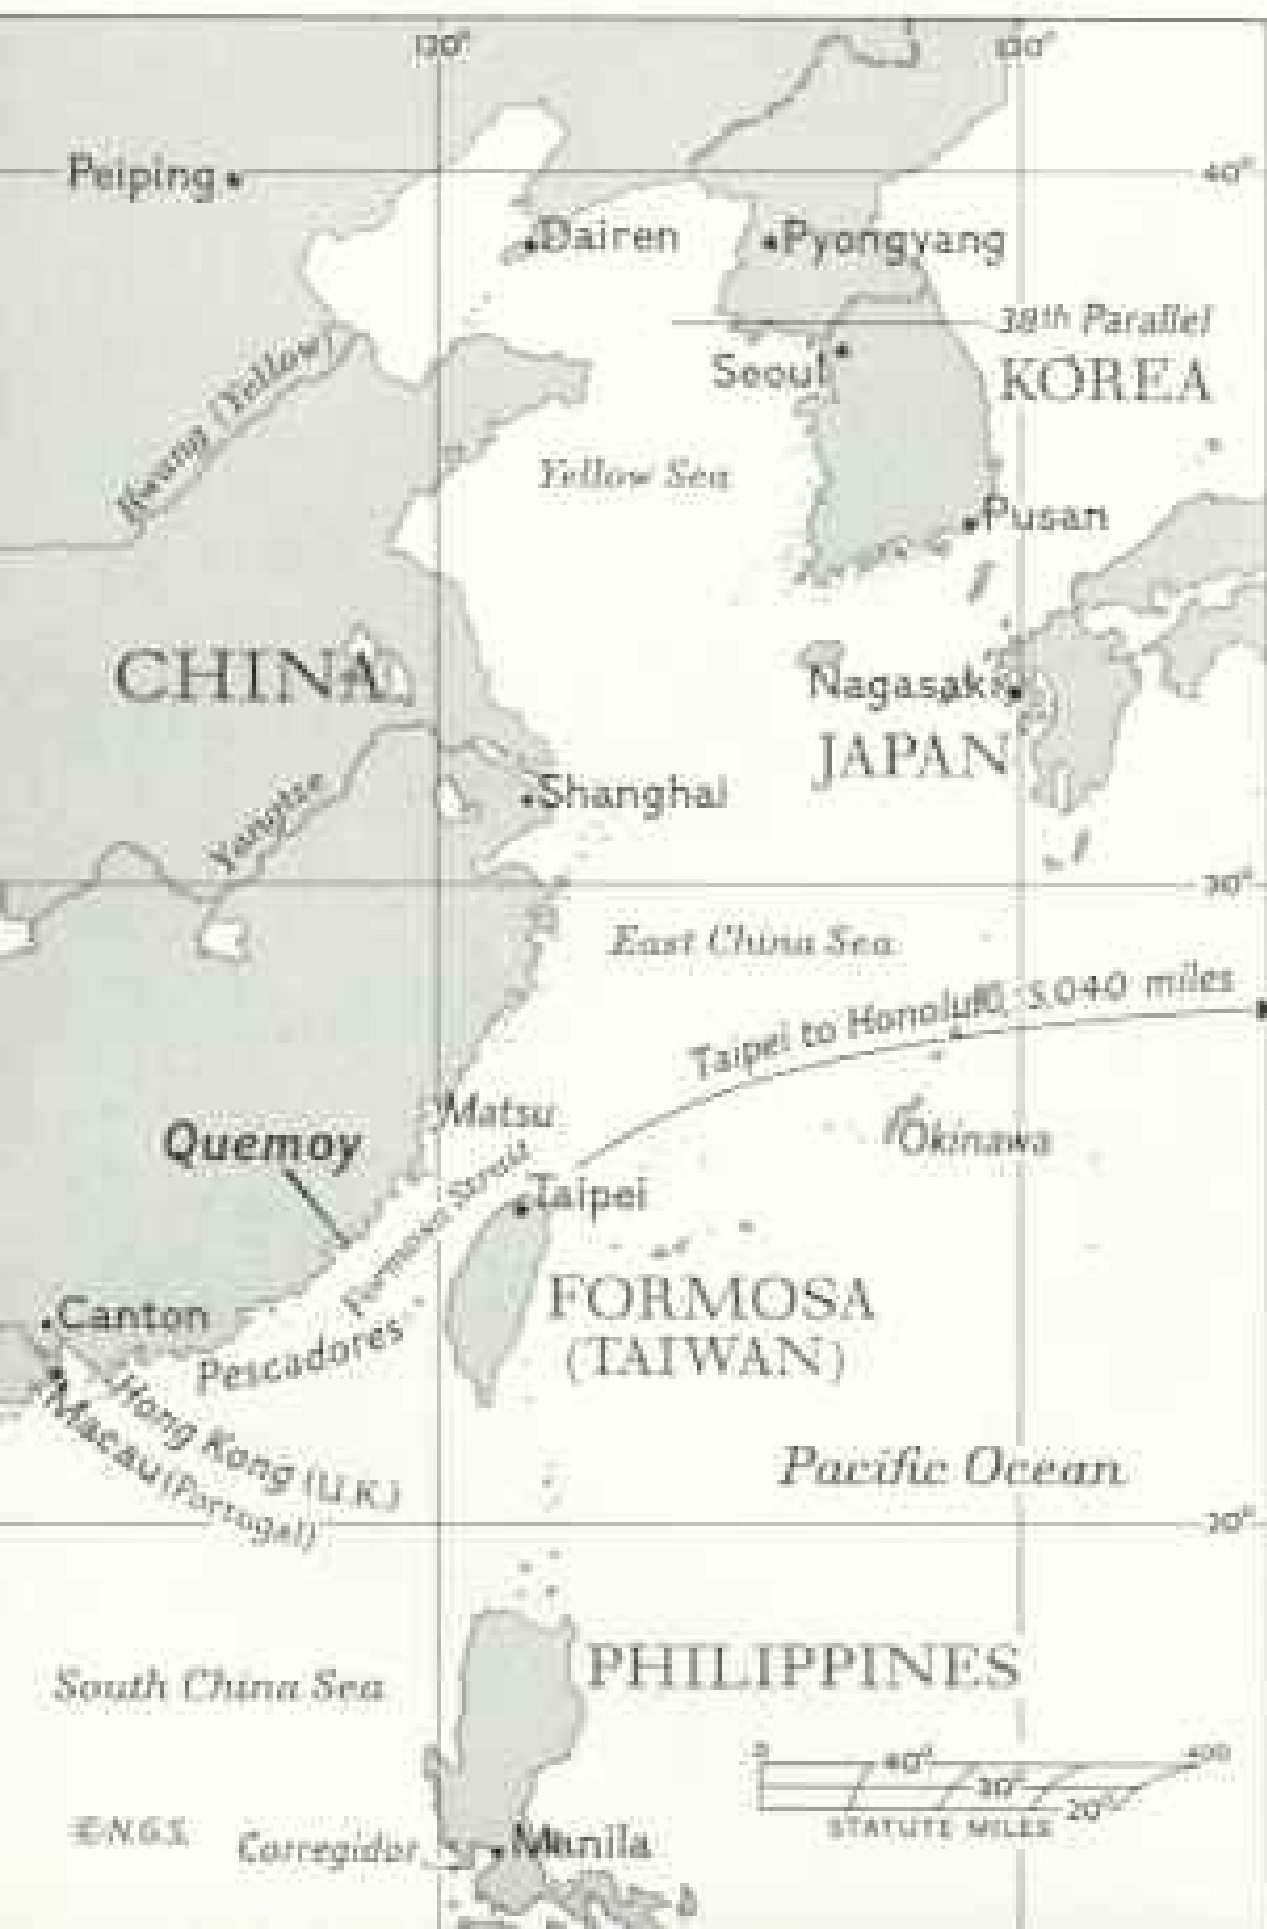 120°
130°
Peiping
40°
Dairen
Pyongyang
38th Parallel
Seoul
KOREA
Hwang (Yellow)
Yellow Sea
Pusan
CHINA
Nagasaki
JAPAN
Yangtze
Shanghai
30°
East China Sea
Taipei to Honolulu, 5,040 miles
Matsu
Quemoy
Okinawa
Formosa Strait
Taipei
FORMOSA
(TAIWAN)
Canton
Pescadores
Hong Kong (U.K.)
Macau (Portugal)
Pacific Ocean
20°
PHILIPPINES
South China Sea
0 400
40°
30°
20°
STATUTE MILES
©N.G.S.
Corregidor
Manila